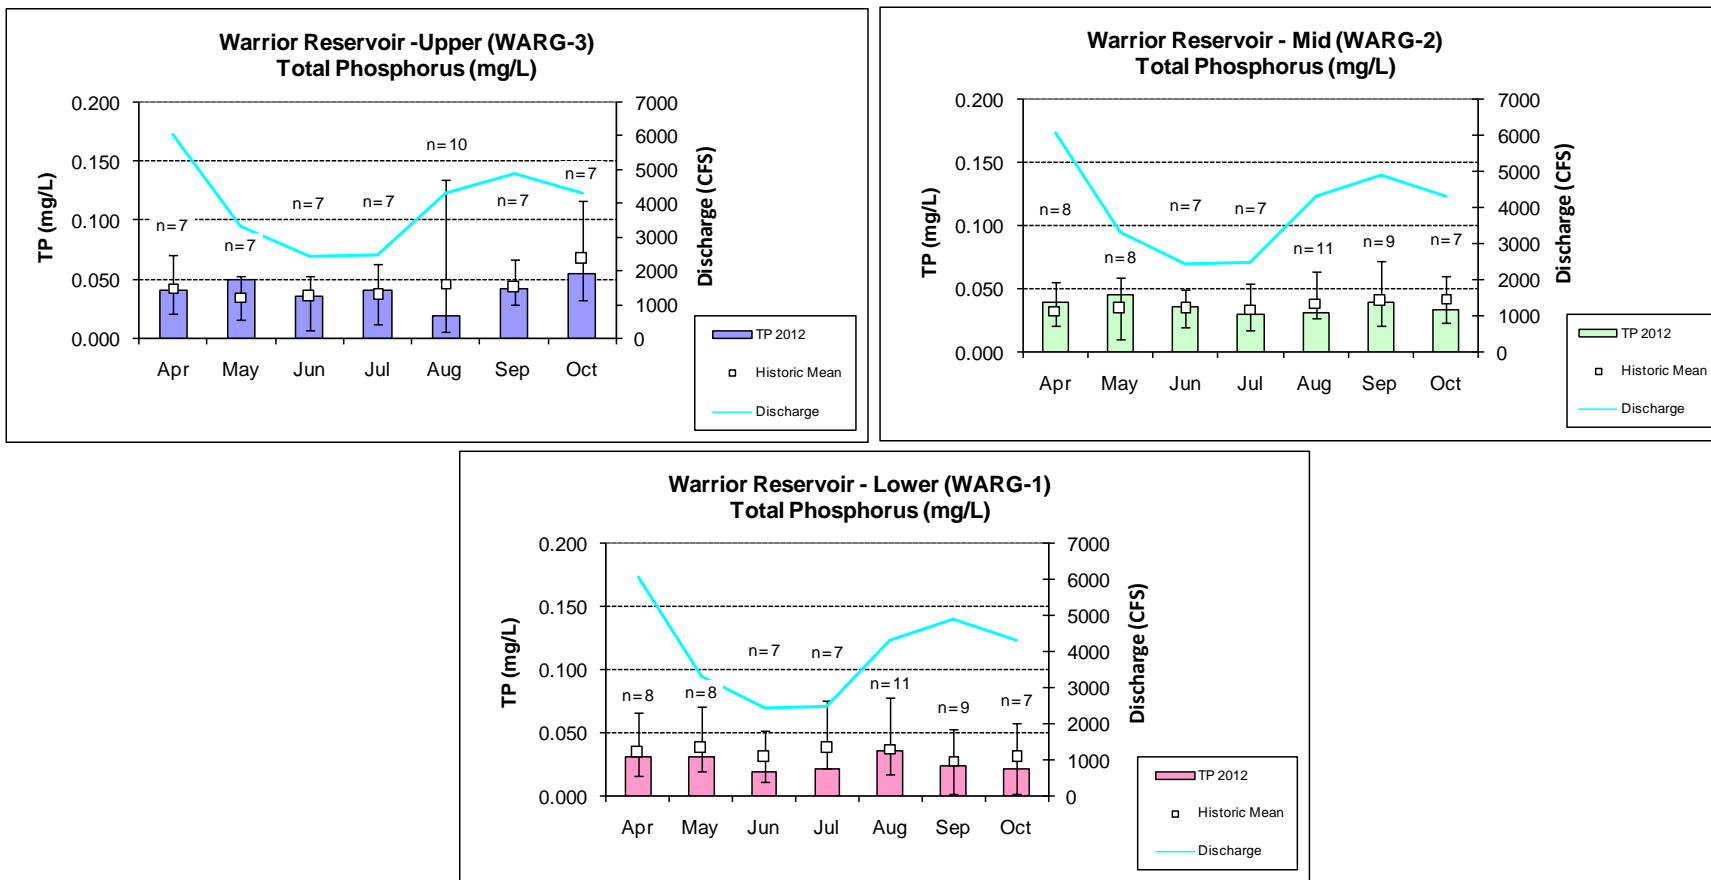 Warrior Reservoir -Upper (WARG-3)
Total Phosphorus (mg/L)
TP (mg/L)
0.200
0.150
0.100
0.050
0.000
n=7
n=7
n=7
n=7
n=10
n=7
n=7
7000
6000
5000
4000
3000
2000
1000
0
Discharge (CFS)
Apr May Jun Jul Aug Sep Oct
TP 2012
Historic Mean
Discharge
Warrior Reservoir - Mid (WARG-2)
Total Phosphorus (mg/L)
TP (mg/L)
0.200
0.150
0.100
0.050
0.000
n=8
n=8
n=7
n=7
n=11
n=9
n=7
7000
6000
5000
4000
3000
2000
1000
0
Discharge (CFS)
Apr May Jun Jul Aug Sep Oct
TP 2012
Historic Mean
Discharge
Warrior Reservoir - Lower (WARG-1)
Total Phosphorus (mg/L)
TP (mg/L)
0.200
0.150
0.100
0.050
0.000
n=8
n=8
n=7
n=7
n=11
n=9
n=7
7000
6000
5000
4000
3000
2000
1000
0
Discharge (CFS)
Apr May Jun Jul Aug Sep Oct
TP 2012
Historic Mean
Discharge